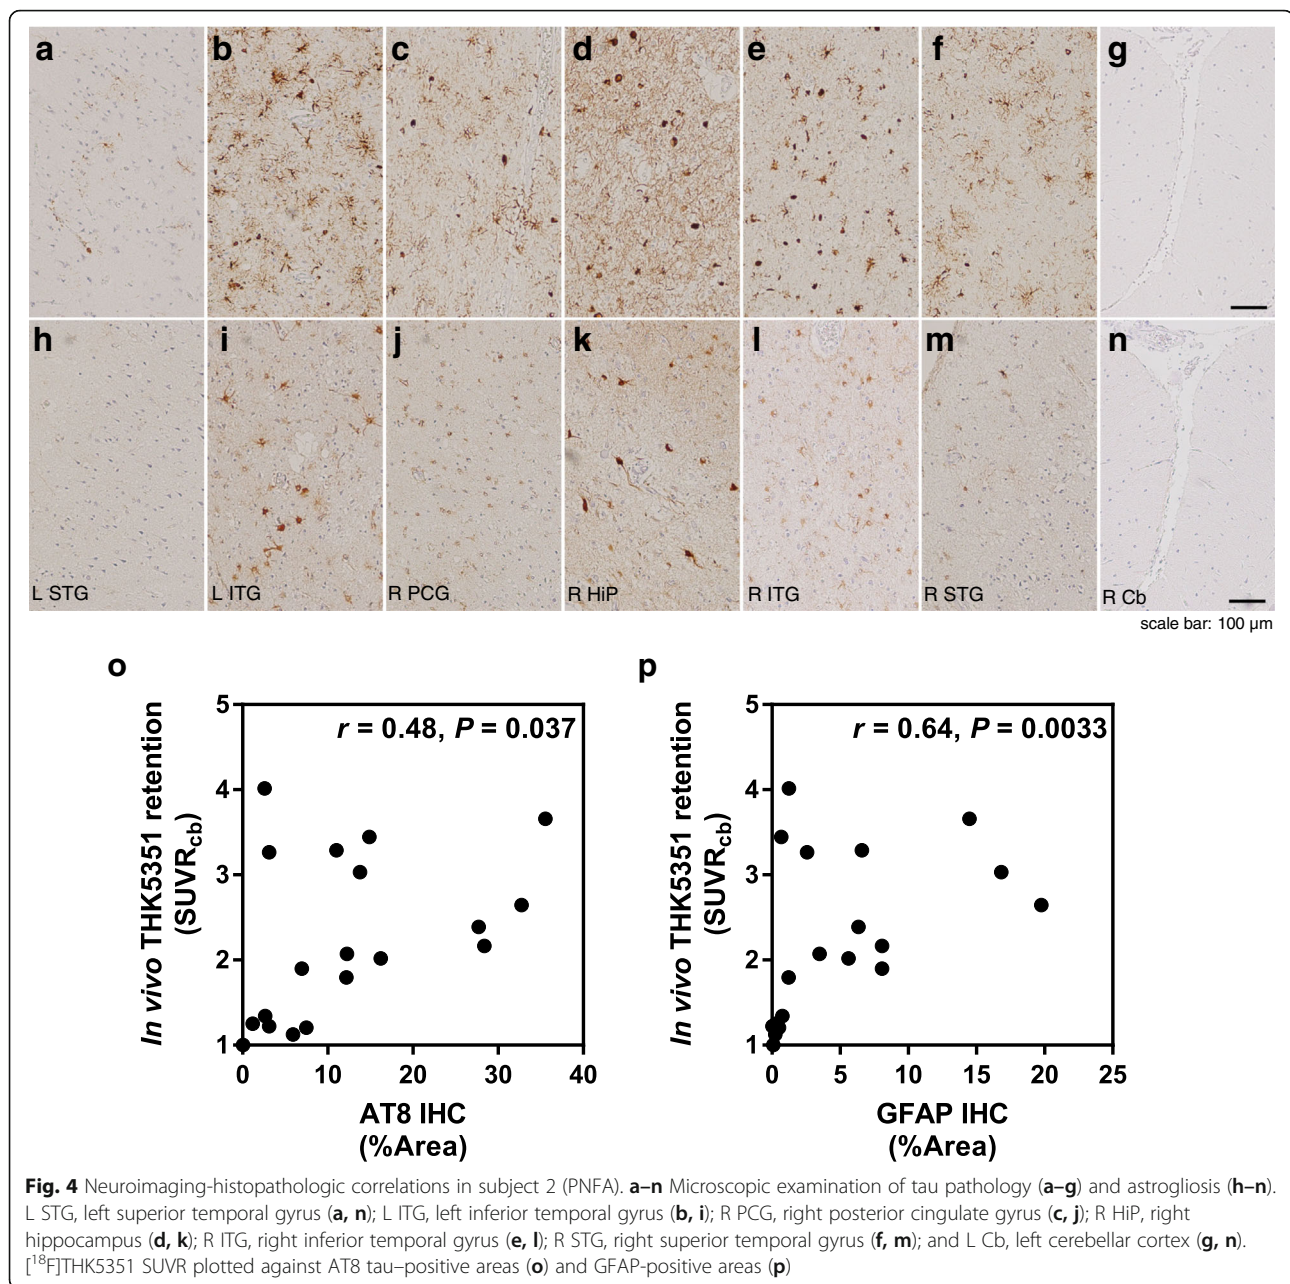 a b c d e f g
h i j k l m n
L STG L ITG R PCG R HiP R ITG R STG R Cb
scale bar: 100 µm
o
In vivo THK5351 retention
(SUVRcb)
r = 0.48, P = 0.037
5
4
3
2
1
0 10 20 30 40
AT8 IHC
(%Area)
p
In vivo THK5351 retention
(SUVRcb)
r = 0.64, P = 0.0033
5
4
3
2
1
0 5 10 15 20 25
GFAP IHC
(%Area)
Fig. 4 Neuroimaging-histopathologic correlations in subject 2 (PNFA). a–n Microscopic examination of tau pathology (a–g) and astrogliosis (h–n).
L STG, left superior temporal gyrus (a, n); L ITG, left inferior temporal gyrus (b, i); R PCG, right posterior cingulate gyrus (c, j); R HiP, right
hippocampus (d, k); R ITG, right inferior temporal gyrus (e, l); R STG, right superior temporal gyrus (f, m); and L Cb, left cerebellar cortex (g, n).
[18F]THK5351 SUVR plotted against AT8 tau–positive areas (o) and GFAP-positive areas (p)